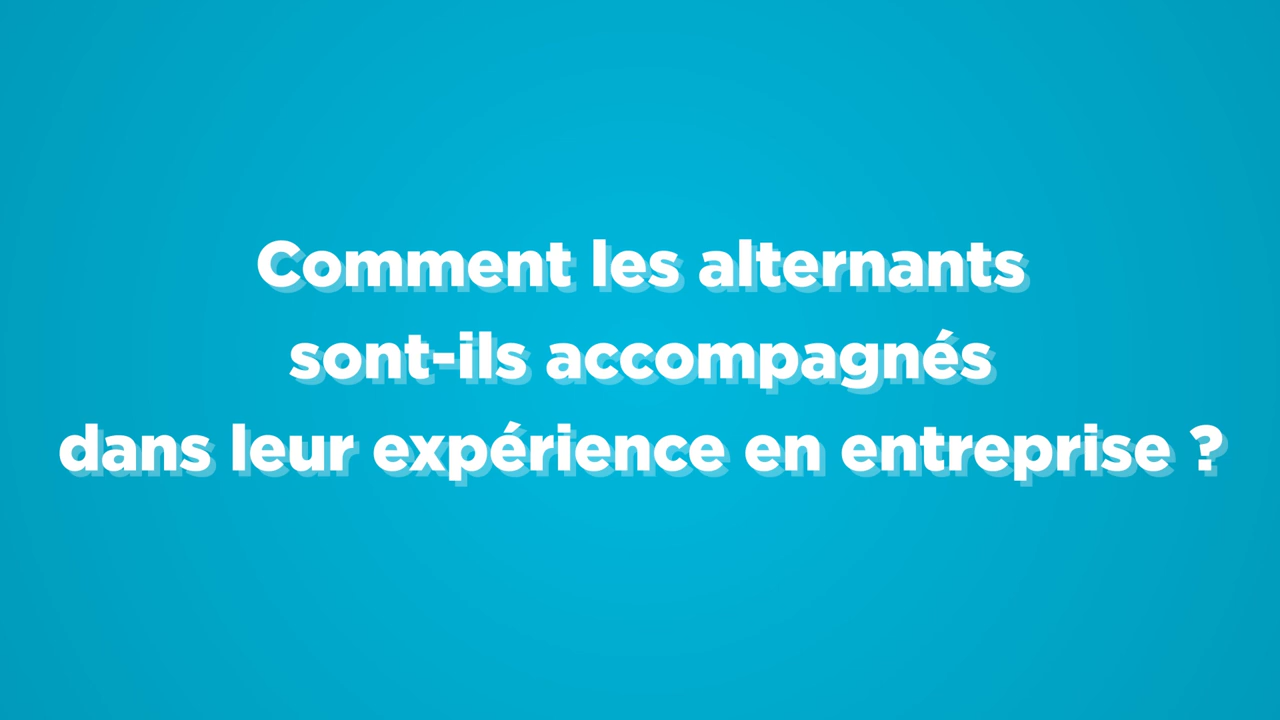 Comment les alternants
sont-ils accompagnés
dans leur expérience en entreprise ?